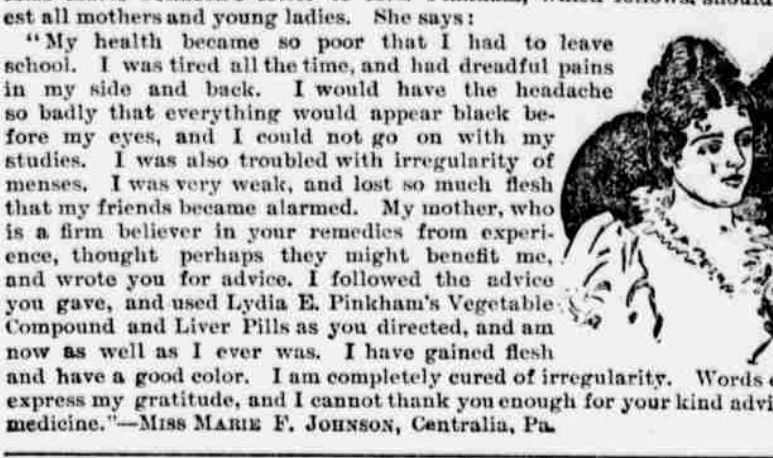 est all mothers and young ladies. She says:
"My health became so poor that I had to leave
school. I was tired all the time, and had dreadful pains
in my side and back. I would have the headache
so badly that everything would appear black be-
fore my eyes, and I could not go on with my
studies. I was also troubled with irregularity of
menses. I was very weak, and lost so much flesh
that my friends became alarmed. My mother, who
is a firm believer in your remedies from experi-
ence, thought perhaps they might benefit me,
and wrote you for advice. I followed the advice
you gave, and used Lydia E. Pinkham's Vegetable
Compound and Liver Pills as you directed, and am
now as well as I ever was. I have gained flesh
and have a good color. I am completely cured of irregularity. Words
express my gratitude, and I cannot thank you enough for your kind advi
medicine."—MISS MARIE F. JOHNSON, Centralia, Pa.